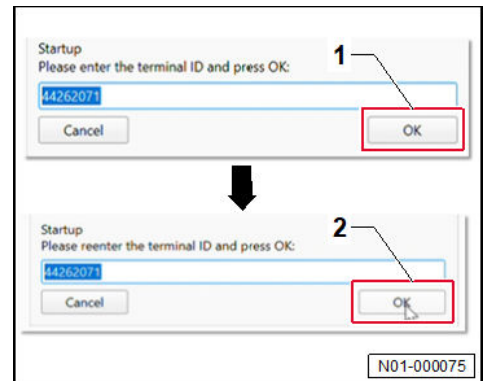 Startup
Please enter the terminal ID and press OK:
1
44262071
Cancel OK
Startup
Please reenter the terminal ID and press OK:
2
44262071
Cancel OK
N01-000075